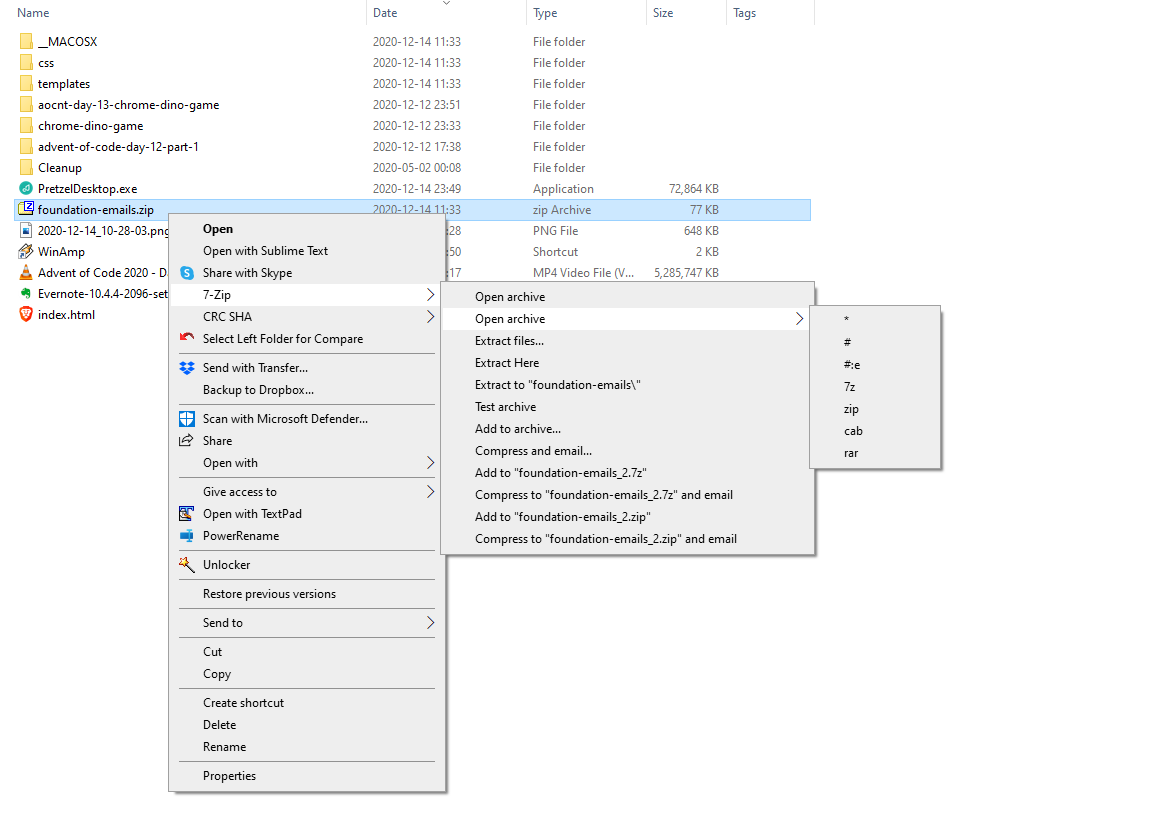 Name Date Type Size Tags
__MACOSX 2020-12-14 11:33 File folder
css 2020-12-14 11:33 File folder
templates 2020-12-14 11:33 File folder
aocnt-day-13-chrome-dino-game 2020-12-12 23:51 File folder
chrome-dino-game 2020-12-12 23:33 File folder
advent-of-code-day-12-part-1 2020-12-12 17:38 File folder
Cleanup 2020-05-02 00:08 File folder
PretzelDesktop.exe 2020-12-14 23:49 Application 72,864 KB
foundation-emails.zip 2020-12-14 11:33 zip Archive 77 KB
2020-12-14_10-28-03.png :28 PNG File 648 KB
WinAmp :50 Shortcut 2 KB
Advent of Code 2020 - D :17 MP4 Video File (V... 5,285,747 KB
Evernote-10.4.4-2096-set
index.html
Open
Open with Sublime Text
Share with Skype
7-Zip
CRC SHA
Select Left Folder for Compare
Send with Transfer...
Backup to Dropbox...
Scan with Microsoft Defender...
Share
Open with
Give access to
Open with TextPad
PowerRename
Unlocker
Restore previous versions
Send to
Cut
Copy
Create shortcut
Delete
Rename
Properties
Open archive
Open archive
Extract files...
Extract Here
Extract to "foundation-emails\"
Test archive
Add to archive...
Compress and email...
Add to "foundation-emails_2.7z"
Compress to "foundation-emails_2.7z" and email
Add to "foundation-emails_2.zip"
Compress to "foundation-emails_2.zip" and email
*
#
#:e
7z
zip
cab
rar